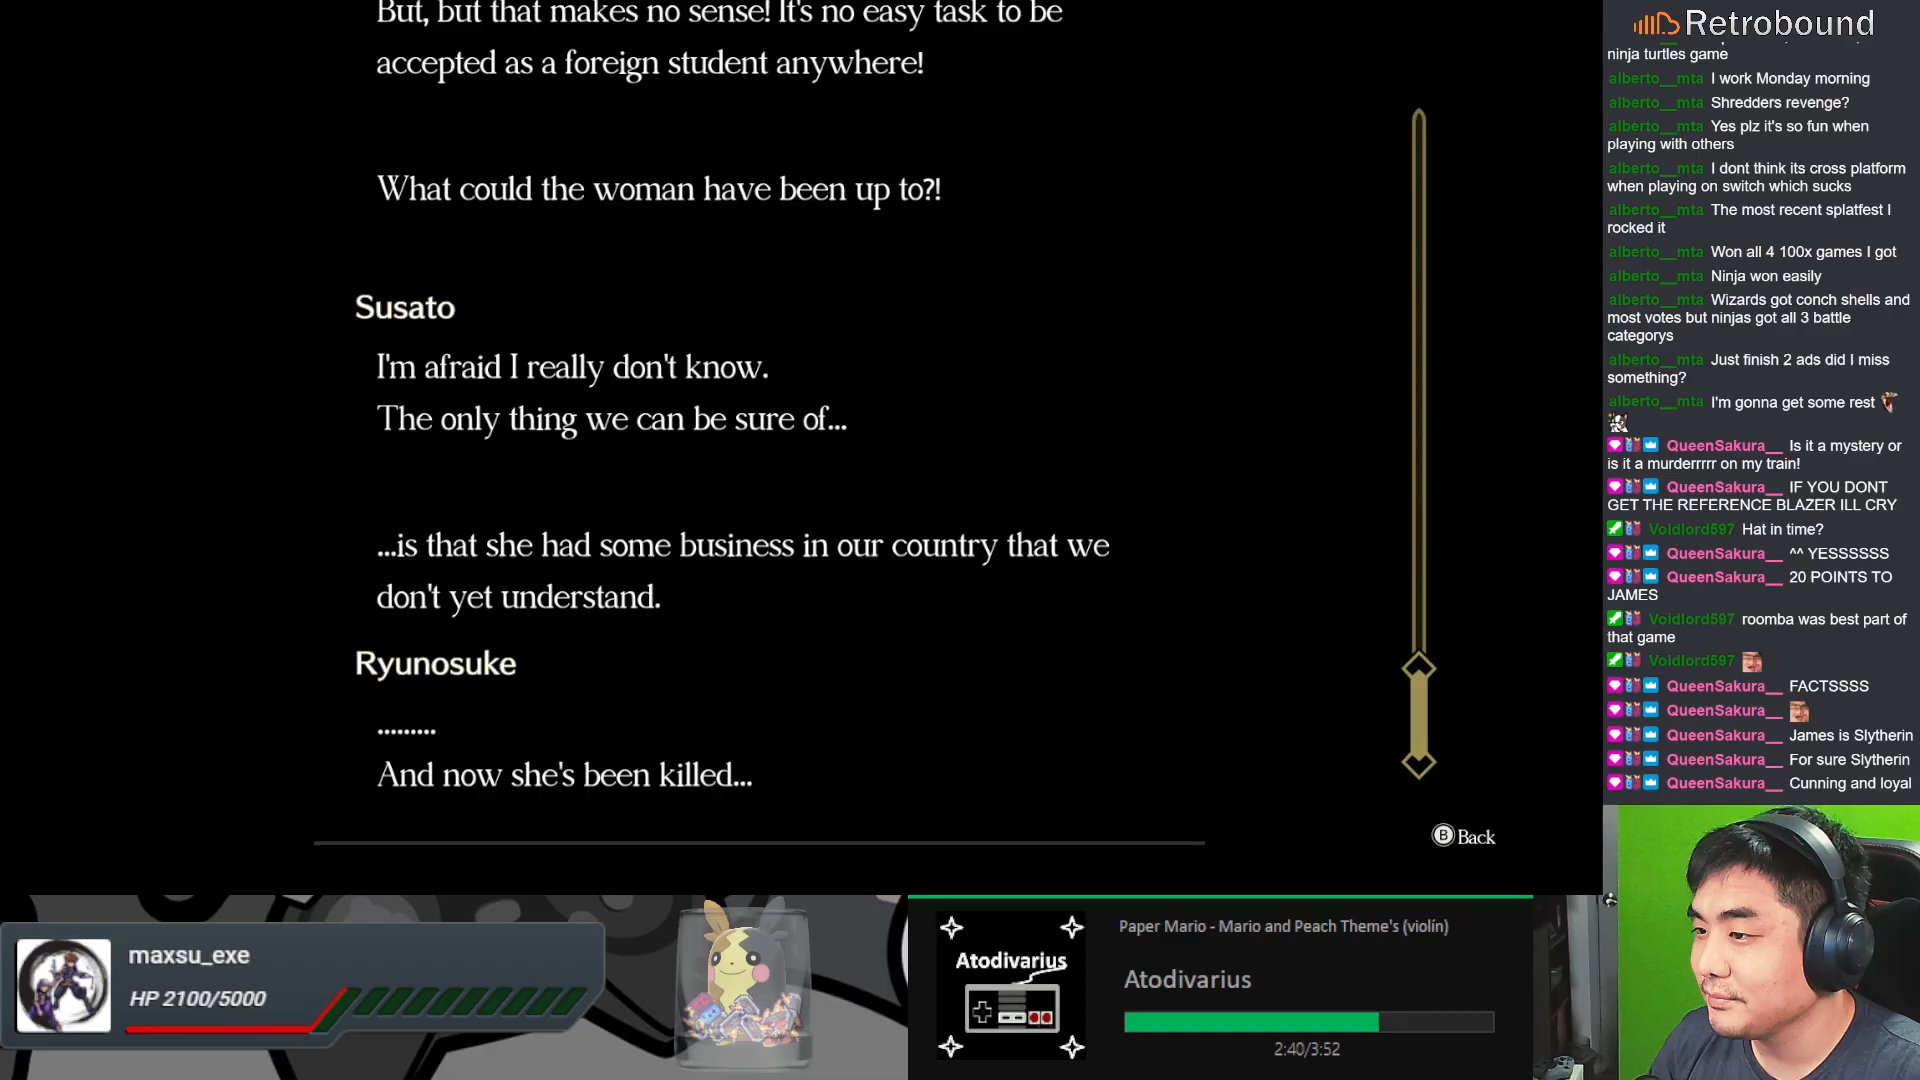 But, but that makes no sense! It's no easy task to be
accepted as a foreign student anywhere!
What could the woman have been up to?!
Susato
I'm afraid I really don't know.
The only thing we can be sure of...
...is that she had some business in our country that we
don't yet understand.
Ryunosuke
.........
And now she's been killed...
B Back
Retrobound
ninja turtles game
alberto__mta I work Monday morning
alberto__mta Shredders revenge?
alberto__mta Yes plz it's so fun when
playing with others
alberto__mta I dont think its cross platform
when playing on switch which sucks
alberto__mta The most recent splatfest I
rocked it
alberto__mta Won all 4 100x games I got
alberto__mta Ninja won easily
alberto__mta Wizards got conch shells and
most votes but ninjas got all 3 battle
categorys
alberto__mta Just finish 2 ads did I miss
something?
alberto__mta I'm gonna get some rest
QueenSakura__ Is it a mystery or
is it a murderrrrr on my train!
QueenSakura__ IF YOU DONT
GET THE REFERENCE BLAZER ILL CRY
Voidlord597 Hat in time?
QueenSakura__ ^^ YESSSSSS
QueenSakura__ 20 POINTS TO
JAMES
Voidlord597 roomba was best part of
that game
Voidlord597
QueenSakura__ FACTSSSS
QueenSakura__
QueenSakura__ James is Slytherin
QueenSakura__ For sure Slytherin
QueenSakura__ Cunning and loyal
maxsu_exe
HP 2100/5000
Atodivarius
Paper Mario - Mario and Peach Theme's (violín)
Atodivarius
2:40/3:52